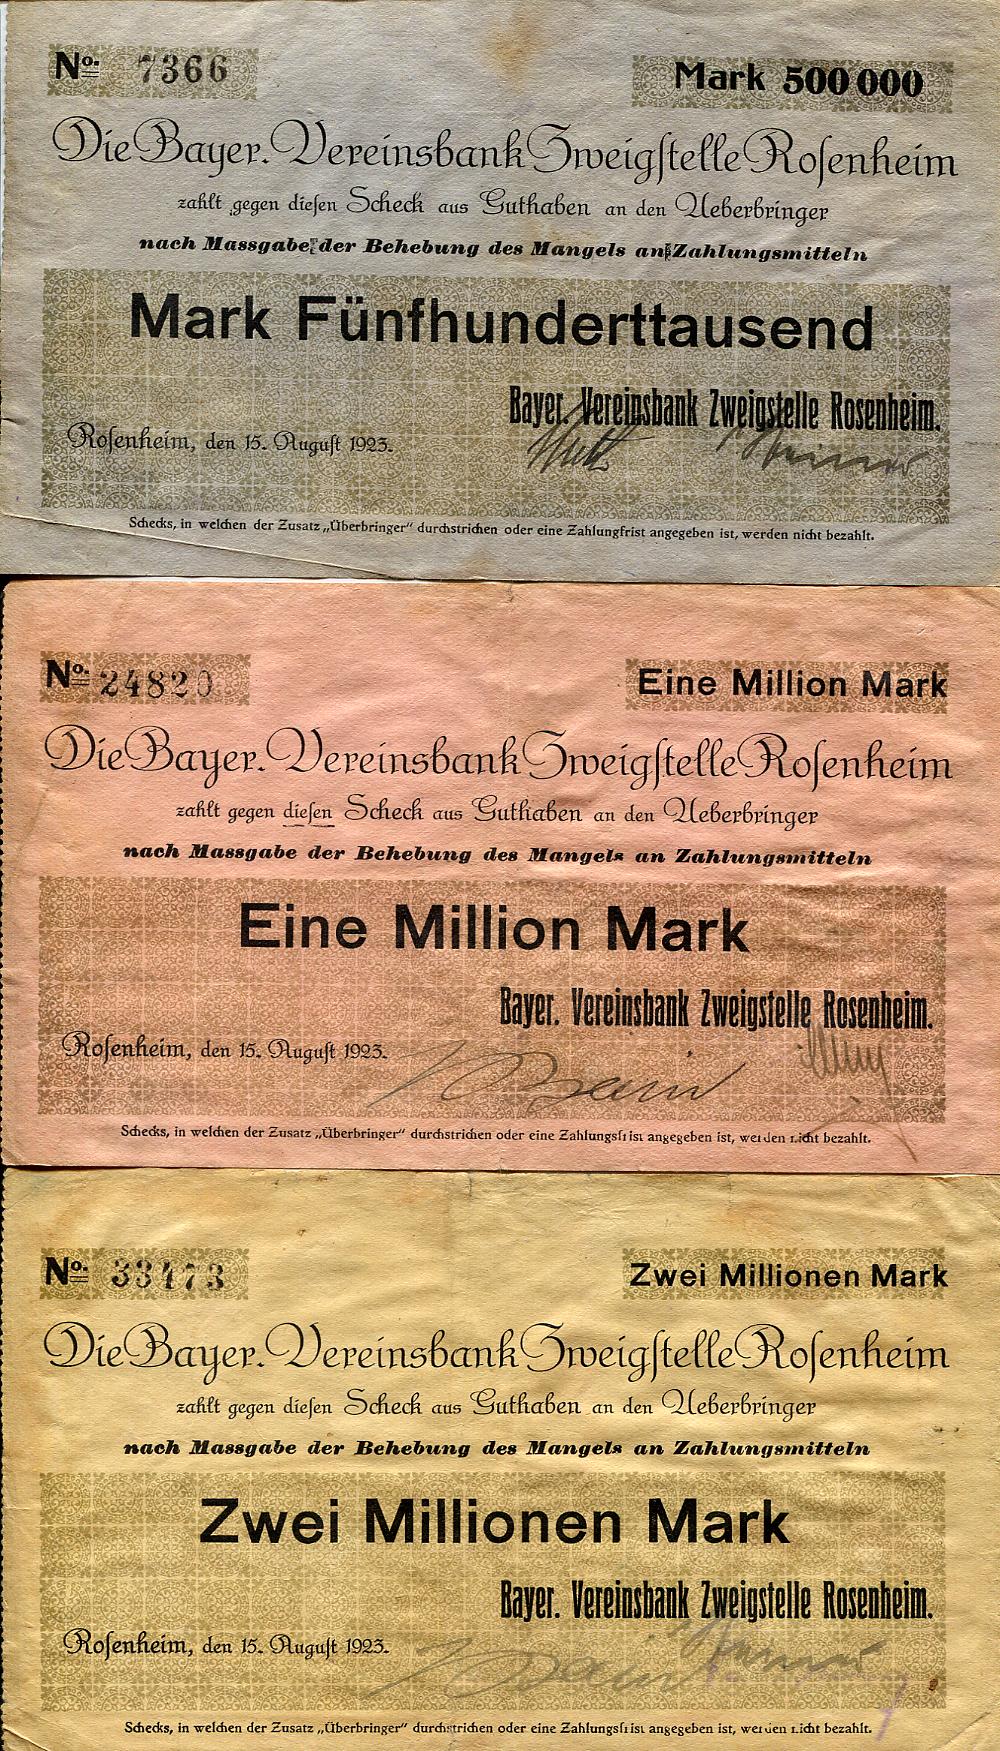 No. 7366
Mark 500 000
Die Bayer. Vereinsbank Zweigſtelle Roſenheim
zahlt gegen dieſen Scheck aus Guthaben an den Ueberbringer
nach Massgabe der Behebung des Mangels an Zahlungsmitteln
Mark Fünfhunderttausend
Bayer. Vereinsbank Zweigstelle Rosenheim.
Roſenheim, den 15. Auguſt 1923.
Schecks, in welchen der Zusatz „Überbringer" durchstrichen oder eine Zahlungfrist angegeben ist, werden nicht bezahlt.
No. 24820
Eine Million Mark
Die Bayer. Vereinsbank Zweigſtelle Roſenheim
zahlt gegen dieſen Scheck aus Guthaben an den Ueberbringer
nach Massgabe der Behebung des Mangels an Zahlungsmitteln
Eine Million Mark
Bayer. Vereinsbank Zweigstelle Rosenheim.
Roſenheim, den 15. Auguſt 1923.
Schecks, in welchen der Zusatz „Überbringer" durchstrichen oder eine Zahlungsfrist angegeben ist, werden nicht bezahlt.
No. 33473
Zwei Millionen Mark
Die Bayer. Vereinsbank Zweigſtelle Roſenheim
zahlt gegen dieſen Scheck aus Guthaben an den Ueberbringer
nach Massgabe der Behebung des Mangels an Zahlungsmitteln
Zwei Millionen Mark
Bayer. Vereinsbank Zweigstelle Rosenheim.
Roſenheim, den 15. Auguſt 1923.
Schecks, in welchen der Zusatz „Überbringer" durchstrichen oder eine Zahlungsfrist angegeben ist, werden nicht bezahlt.